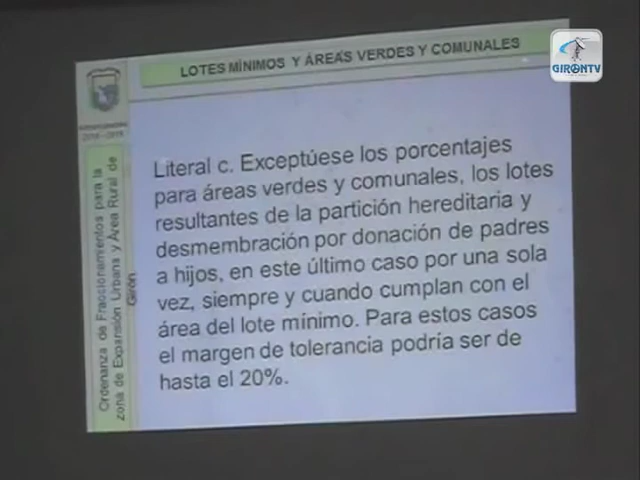 GIRONTV
LOTES MÍNIMOS Y ÁREAS VERDES Y COMUNALES
Ordenanza de Fraccionamientos para la
zona de Expansión Urbana y Área Rural de
Girón
Literal c. Exceptúese los porcentajes
para áreas verdes y comunales, los lotes
resultantes de la partición hereditaria y
desmembración por donación de padres
a hijos, en este último caso por una sola
vez, siempre y cuando cumplan con el
área del lote mínimo. Para estos casos
el margen de tolerancia podría ser de
hasta el 20%.